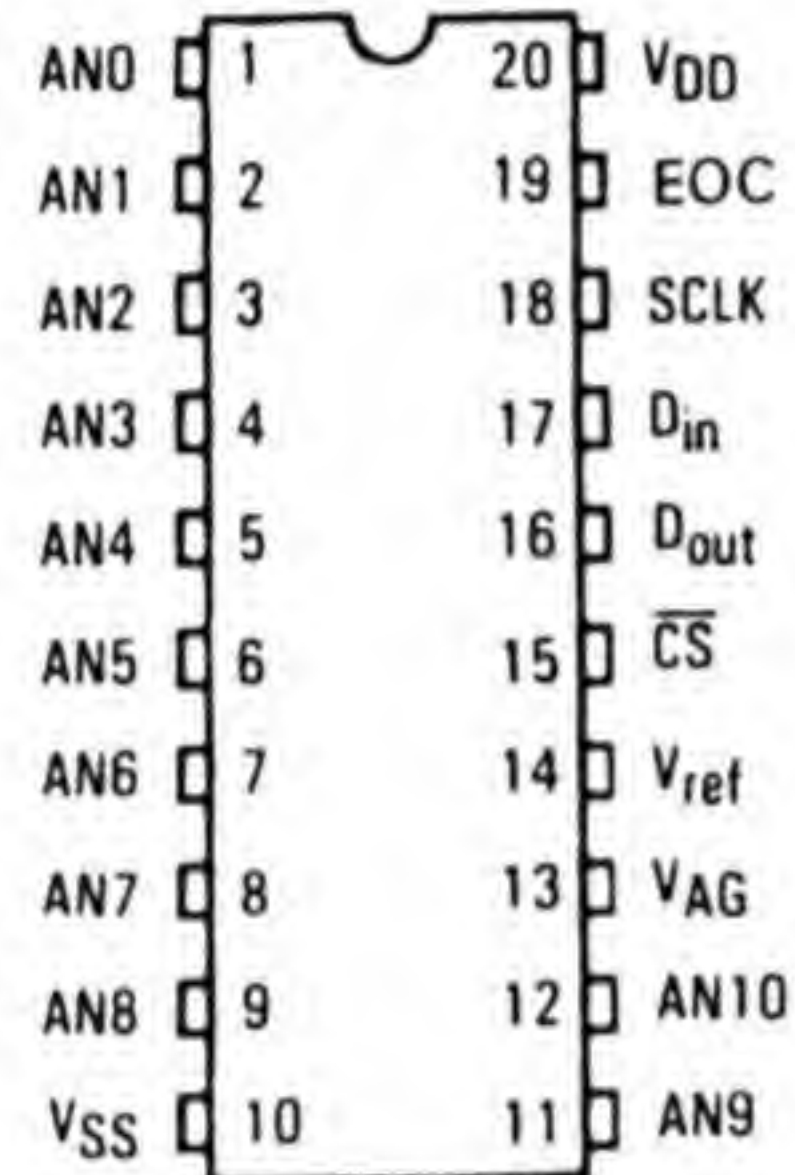 AN0 1 20 VDD
AN1 2 19 EOC
AN2 3 18 SCLK
AN3 4 17 Din
AN4 5 16 Dout
AN5 6 15 C̅S̅
AN6 7 14 Vref
AN7 8 13 VAG
AN8 9 12 AN10
VSS 10 11 AN9